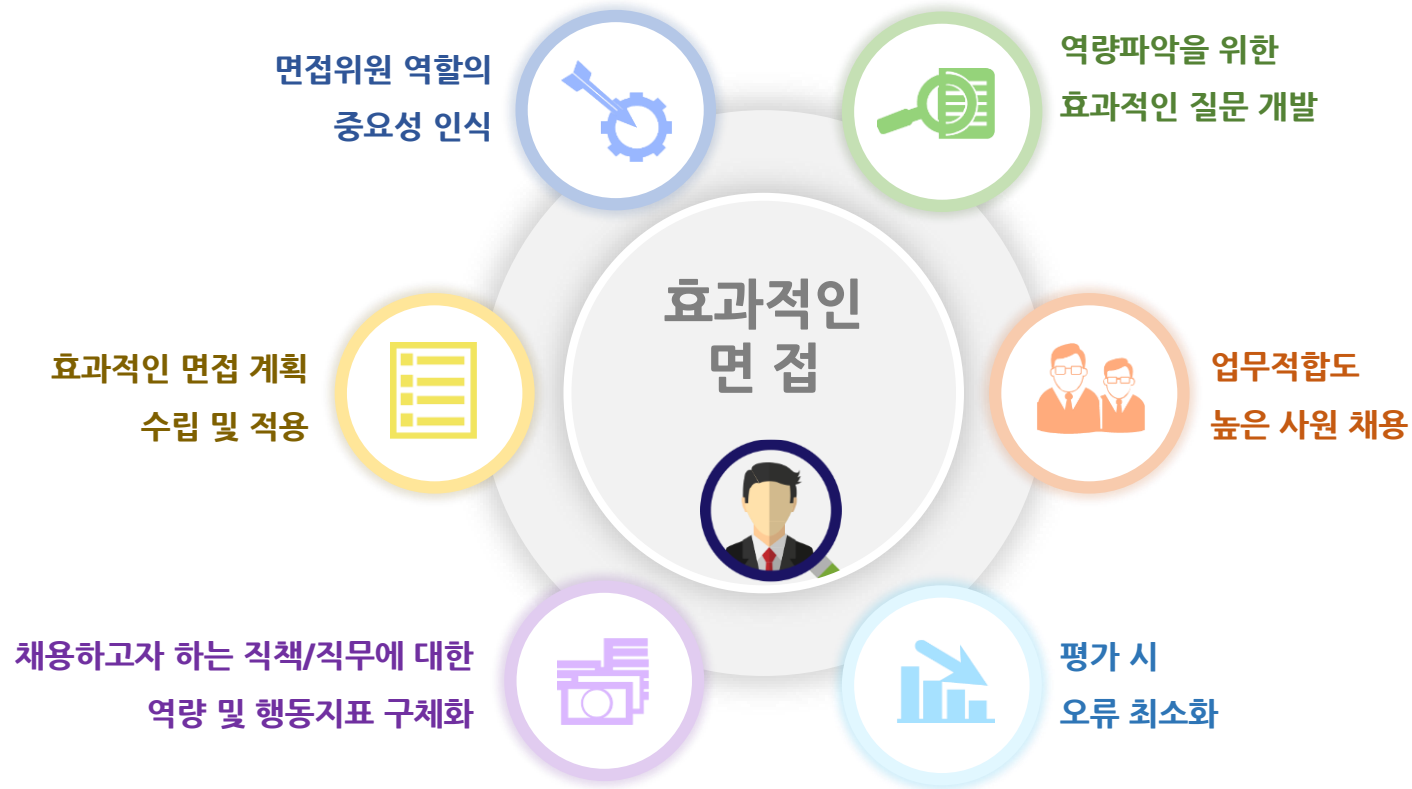 면접위원 역할의
중요성 인식
역량파악을 위한
효과적인 질문 개발
효과적인
면 접
효과적인 면접 계획
수립 및 적용
업무적합도
높은 사원 채용
채용하고자 하는 직책/직무에 대한
역량 및 행동지표 구체화
평가 시
오류 최소화